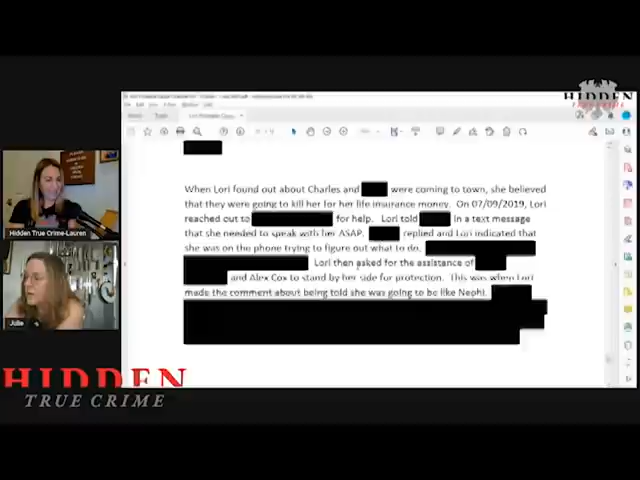 HIDDEN
TRUE CRIME
When Lori found out about Charles and were coming to town, she believed
that they were going to kill her for her life insurance money. On 07/09/2019, Lori
reached out to for help. Lori told in a text message
that she needed to speak with her ASAP. replied and Lori indicated that
she was on the phone trying to figure out what to do.
Lori then asked for the assistance of
and Alex Cox to stand by her side for protection. This was when Lori
made the comment about being told she was going to be like Nephi.
Hidden True Crime-Lauren
Julie
HIDDEN
TRUE CRIME